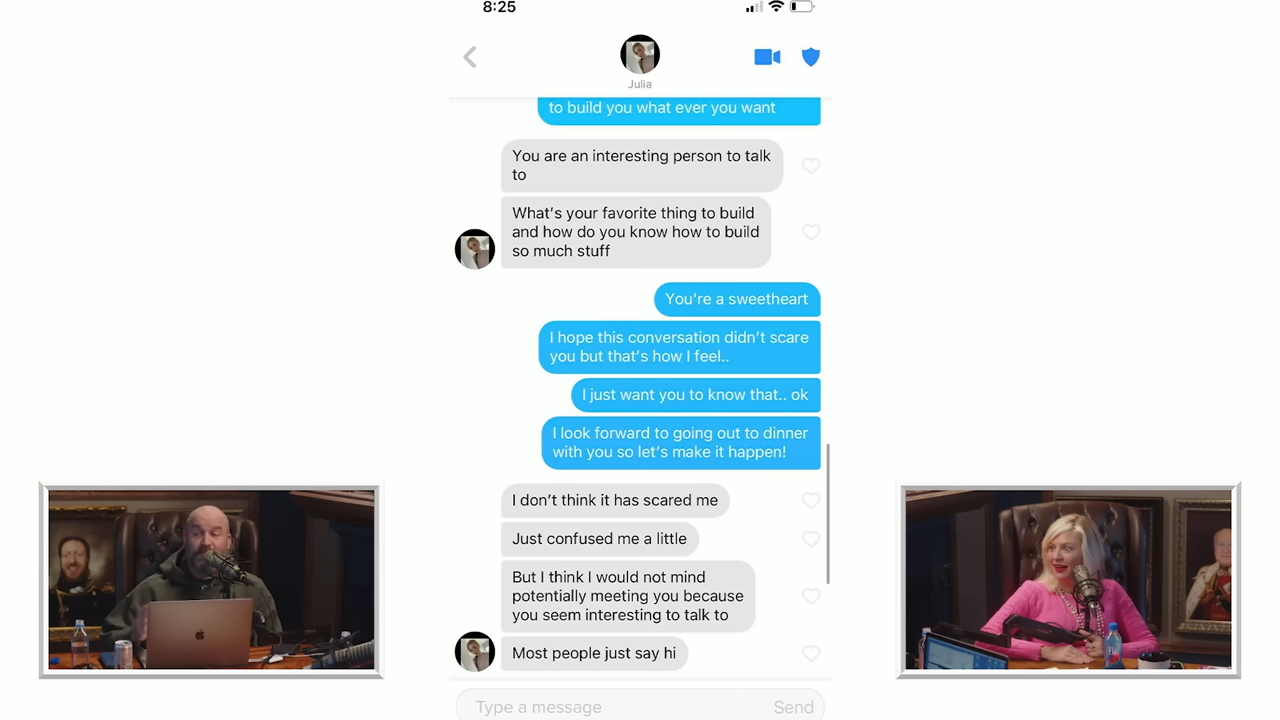 8:25
Julia
to build you what ever you want
You are an interesting person to talk
to
What's your favorite thing to build
and how do you know how to build
so much stuff
You're a sweetheart
I hope this conversation didn't scare
you but that's how I feel..
I just want you to know that.. ok
I look forward to going out to dinner
with you so let's make it happen!
I don't think it has scared me
Just confused me a little
But I think I would not mind
potentially meeting you because
you seem interesting to talk to
Most people just say hi
Type a message
Send